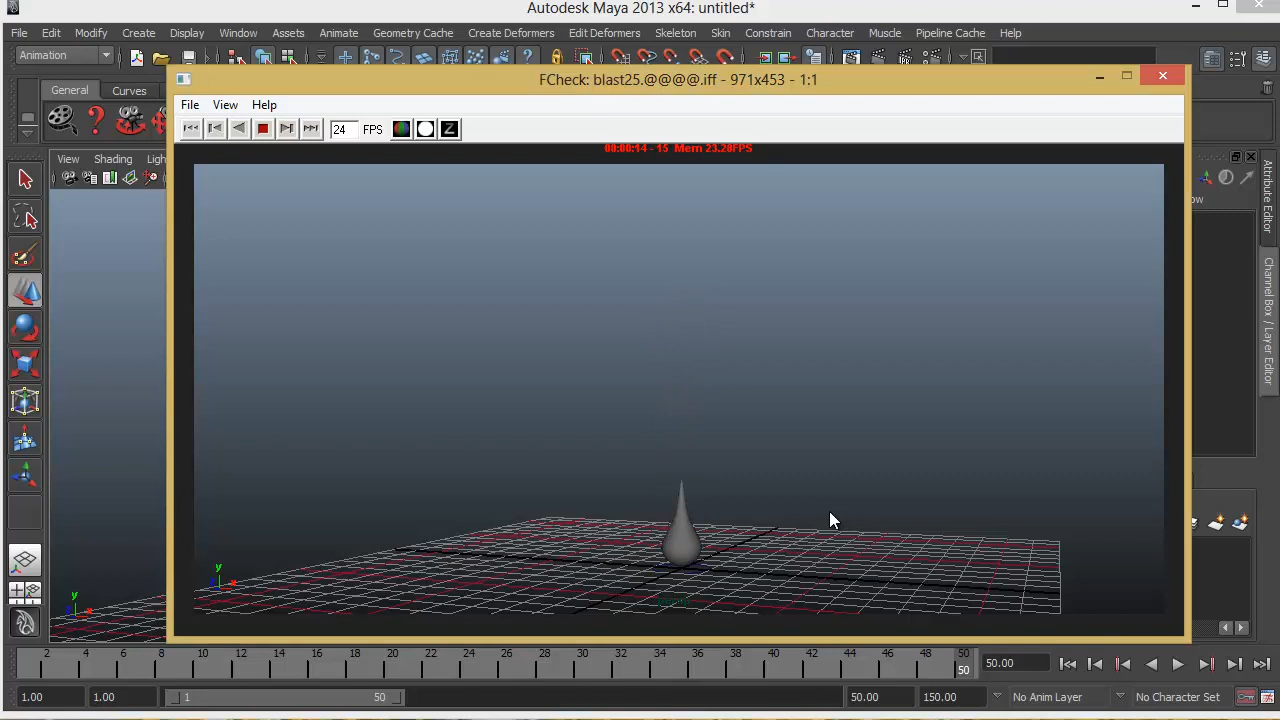 Autodesk Maya 2013 x64: untitled*
File Edit Modify Create Display Window Assets Animate Geometry Cache Create Deformers Edit Deformers Skeleton Skin Constrain Character Muscle Pipeline Cache Help
Animation
FCheck: blast25.@@@@.iff - 971x453 - 1:1
General Curves
File View Help
24 FPS
Z
00:00:14 - 15 Mem 23.28FPS
View Shading Ligh
Attribute Editor
ow
Channel Box / Layer Editor
y
x
y
x
2 4 6 8 10 12 14 16 18 20 22 24 26 28 30 32 34 36 38 40 42 44 46 48 50
50
50.00
1.00 1.00 1 50 50.00 150.00 No Anim Layer No Character Set